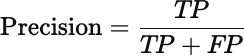 Precision = TP / TP + FP